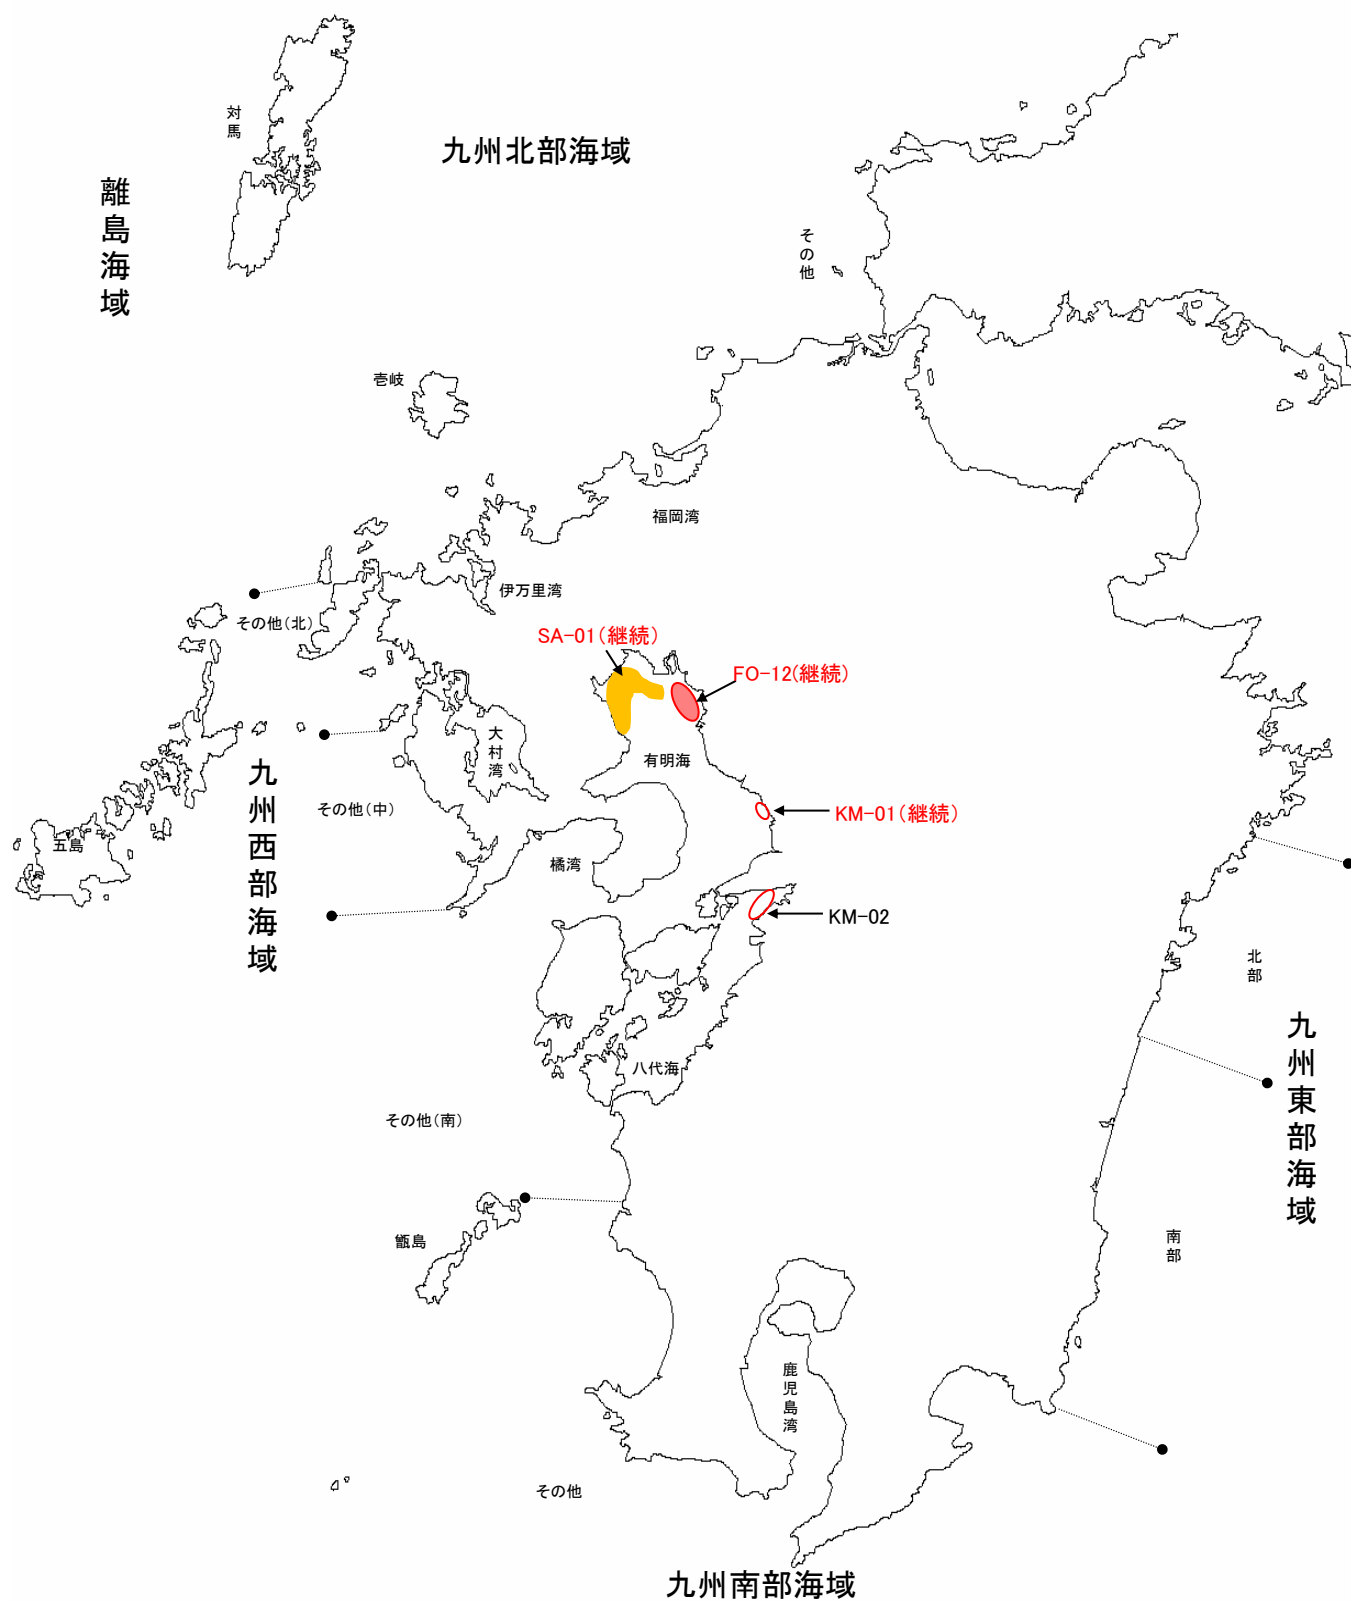 対馬
九州北部海域
離島海域
その他
壱岐
福岡湾
伊万里湾
その他(北)
SA-01(継続)
FO-12(継続)
大村湾
有明海
九州西部海域
その他(中)
KM-01(継続)
五島
橘湾
KM-02
北部
九州東部海域
八代海
その他(南)
甑島
南部
鹿児島湾
その他
九州南部海域